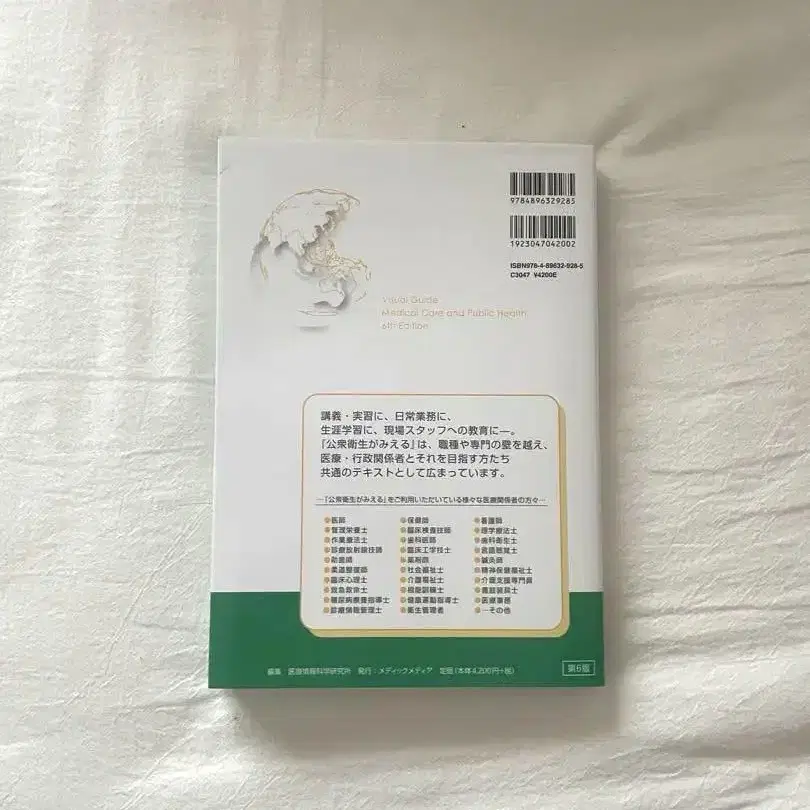 9784896329285
1923047042002
ISBN978-4-89632-928-5
C3047 ¥4200E
Visual Guide
Medical Care and Public Health
6th Edition
講義・実習に、日常業務に、
生涯学習に、現場スタッフへの教育に―。
「公衆衛生がみえる」は、職種や専門の壁を越え、
医療・行政関係者とそれを目指す方たち
共通のテキストとして広まっています。
―「公衆衛生がみえる」をご利用いただいている様々な医療関係者の方々―
●医師 ●保健師 ●看護師
●管理栄養士 ●臨床検査技師 ●理学療法士
●作業療法士 ●歯科医師 ●歯科衛生士
●診療放射線技師 ●臨床工学技士 ●言語聴覚士
●助産師 ●薬剤師 ●鍼灸師
●柔道整復師 ●社会福祉士 ●精神保健福祉士
●臨床心理士 ●介護福祉士 ●介護支援専門員
●救急救命士 ●視能訓練士 ●義肢装具士
●糖尿病療養指導士 ●健康運動指導士 ●医療事務
●診療情報管理士 ●衛生管理者 ●…その他
編集 医療情報科学研究所 発行：メディックメディア 定価（本体4,200円＋税）
第6版